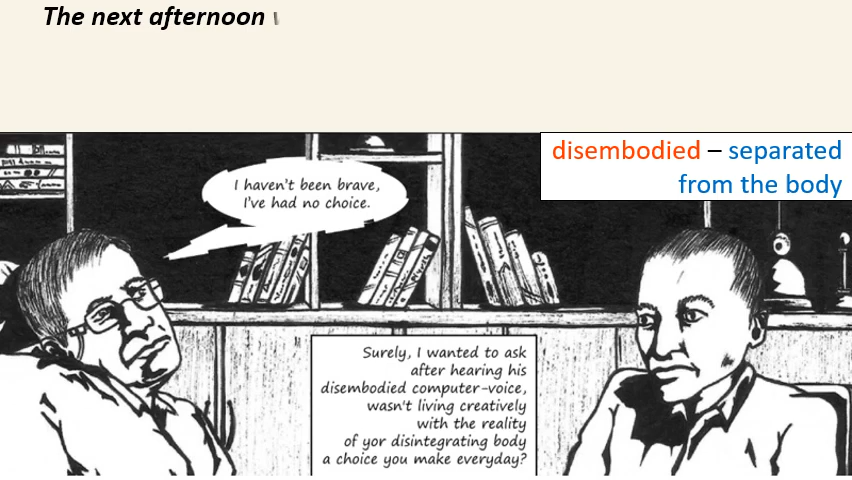 The next afternoon
disembodied – separated
from the body
I haven't been brave,
I've had no choice.
Surely, I wanted to ask
after hearing his
disembodied computer-voice,
wasn't living creatively
with the reality
of yor disintegrating body
a choice you make everyday?